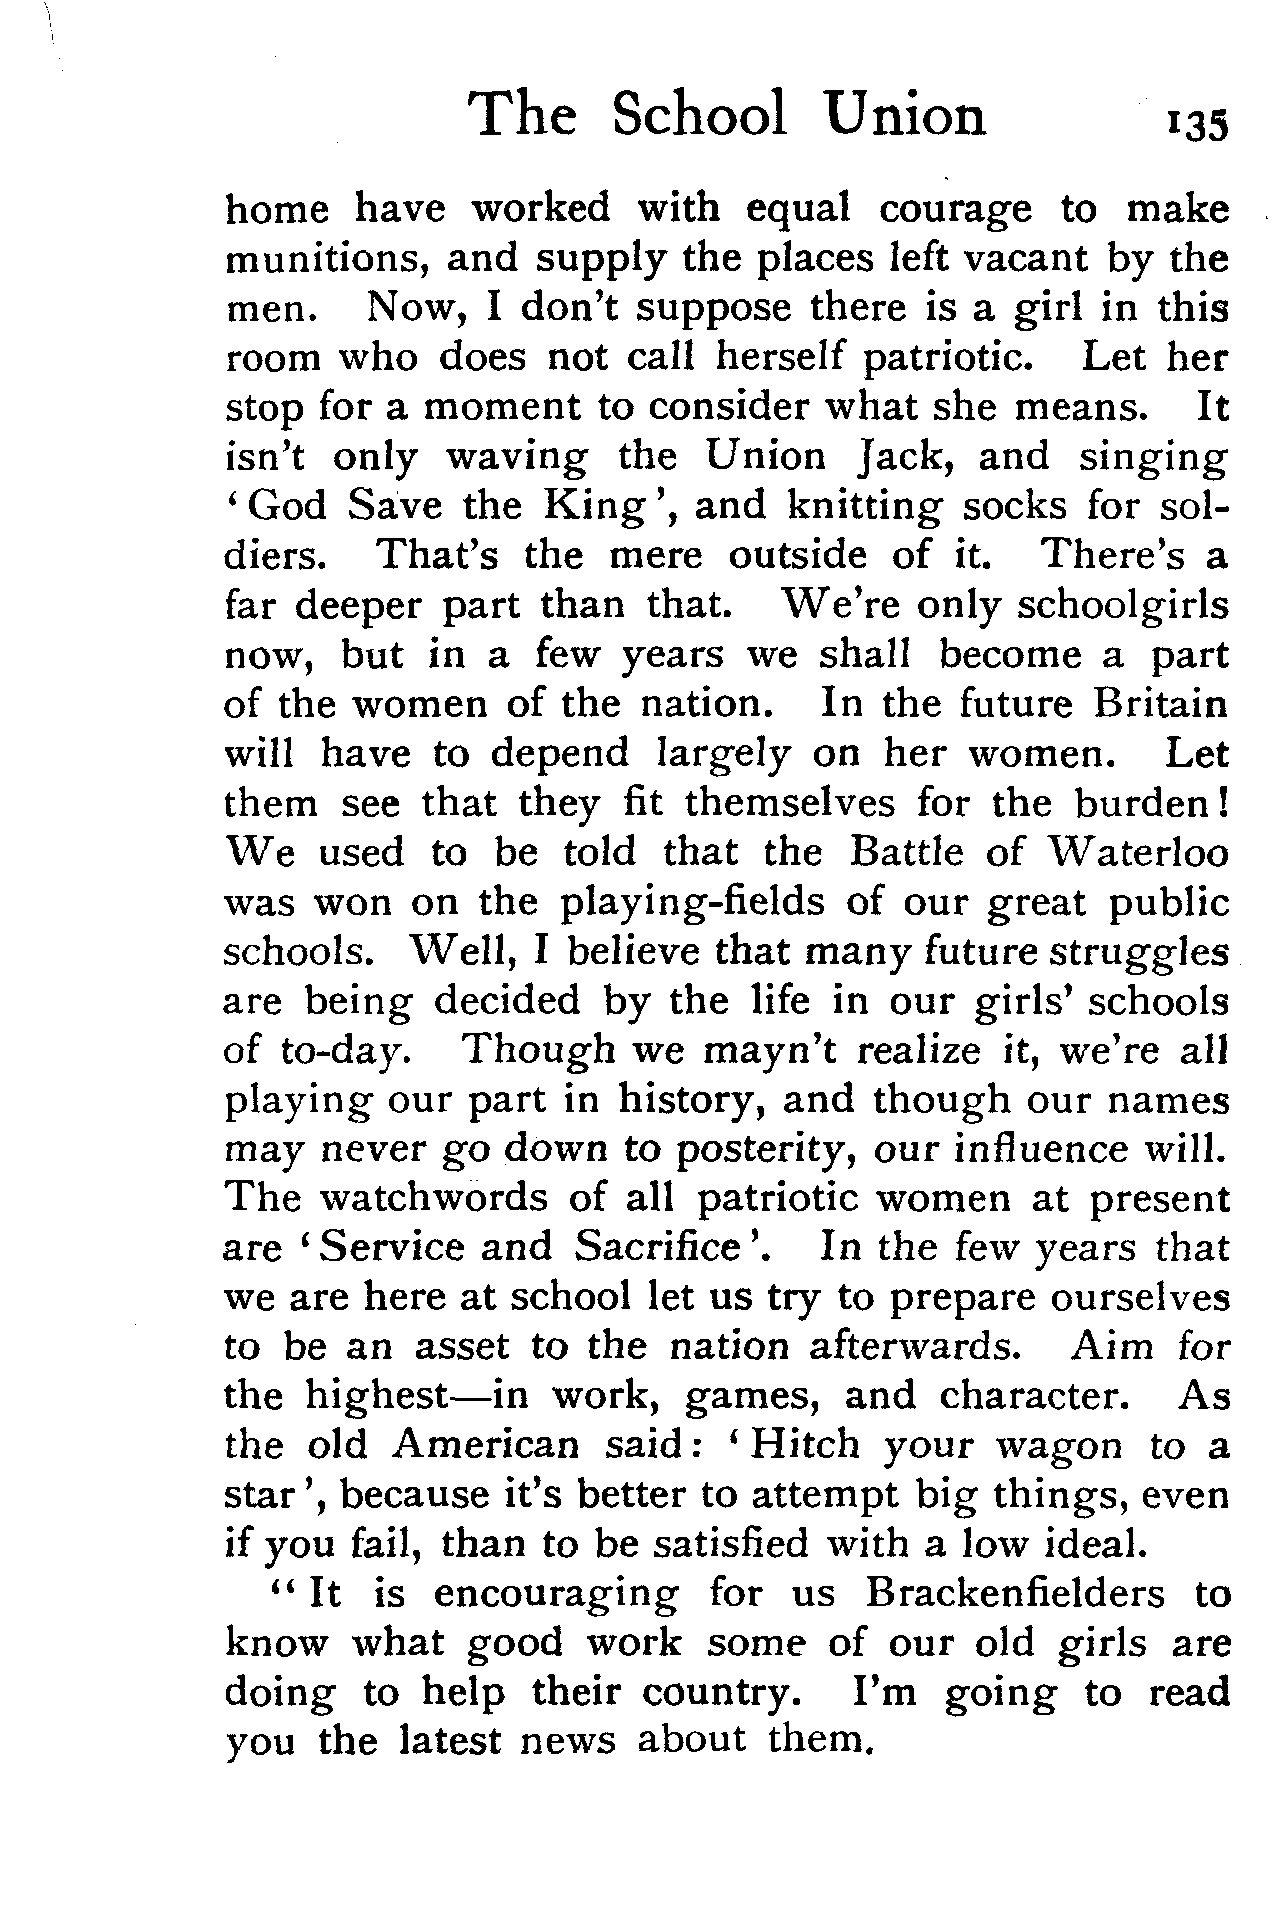 The School Union 135
home have worked with equal courage to make
munitions, and supply the places left vacant by the
men. Now, I don't suppose there is a girl in this
room who does not call herself patriotic. Let her
stop for a moment to consider what she means. It
isn't only waving the Union Jack, and singing
‘God Save the King’, and knitting socks for sol-
diers. That's the mere outside of it. There's a
far deeper part than that. We're only schoolgirls
now, but in a few years we shall become a part
of the women of the nation. In the future Britain
will have to depend largely on her women. Let
them see that they fit themselves for the burden!
We used to be told that the Battle of Waterloo
was won on the playing-fields of our great public
schools. Well, I believe that many future struggles
are being decided by the life in our girls' schools
of to-day. Though we mayn't realize it, we're all
playing our part in history, and though our names
may never go down to posterity, our influence will.
The watchwords of all patriotic women at present
are ‘Service and Sacrifice’. In the few years that
we are here at school let us try to prepare ourselves
to be an asset to the nation afterwards. Aim for
the highest—in work, games, and character. As
the old American said: ‘Hitch your wagon to a
star’, because it's better to attempt big things, even
if you fail, than to be satisfied with a low ideal.
“It is encouraging for us Brackenfielders to
know what good work some of our old girls are
doing to help their country. I'm going to read
you the latest news about them.